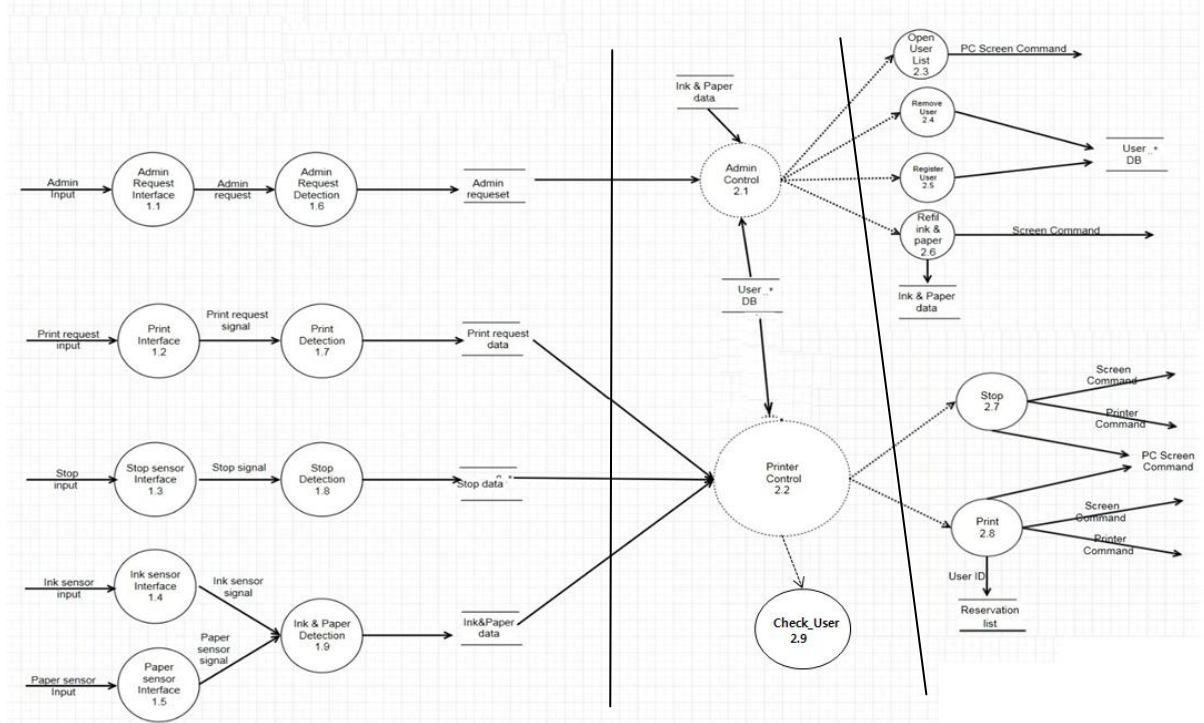 Admin
Input
Admin
Request
Interface
1.1
Admin
request
Admin
Request
Detection
1.6
Admin
requeset
Print request
input
Print
Interface
1.2
Print request
signal
Print
Detection
1.7
Print request
data
Stop
input
Stop sensor
Interface
1.3
Stop signal
Stop
Detection
1.8
Stop data
Ink sensor
input
Ink sensor
Interface
1.4
Ink sensor
signal
Paper sensor
Input
Paper
sensor
Interface
1.5
Paper
sensor
signal
Ink & Paper
Detection
1.9
Ink&Paper
data
Ink & Paper
data
Admin
Control
2.1
User
DB
Printer
Control
2.2
Check_User
2.9
Open
User
List
2.3
PC Screen Command
Remove
User
2.4
Register
User
2.5
User
DB
Refil
ink &
paper
2.6
Screen Command
Ink & Paper
data
Stop
2.7
Screen
Command
Printer
Command
PC Screen
Command
Print
2.8
Screen
Command
Printer
Command
User ID
Reservation
list